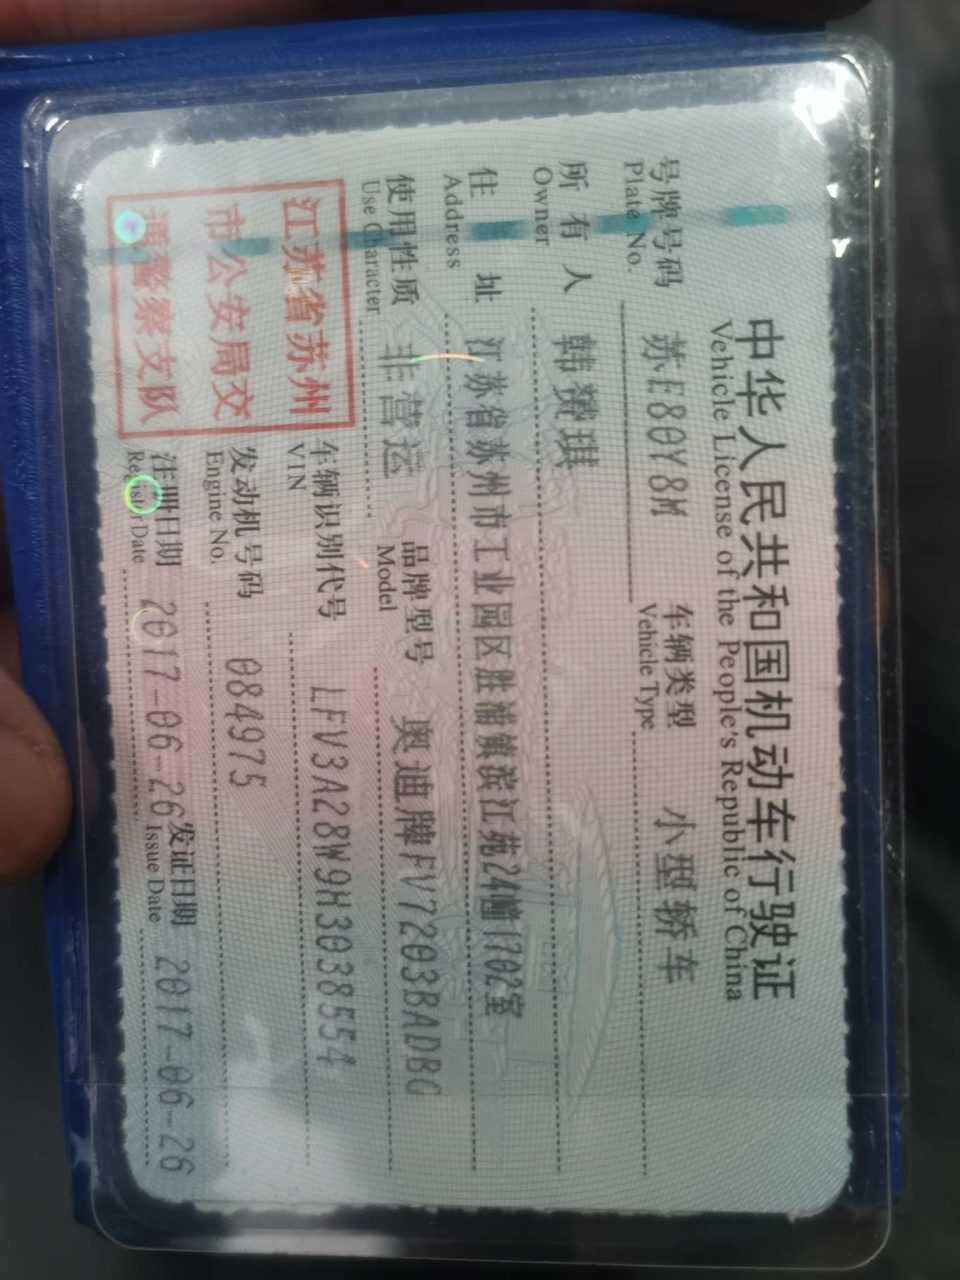 中华人民共和国机动车行驶证
Vehicle License of the People's Republic of China
号牌号码 苏E80Y8M 车辆类型 小型轿车
Plate No. Vehicle Type
所有人 韩赟琪
Owner
住址 江苏省苏州市工业园区胜浦镇滨江苑24幢1702室
Address
使用性质 非营运 品牌型号 奥迪牌FV7203BADBG
Use Character Model
江苏省苏州
市公安局交
通警察支队
车辆识别代号 LFV3A28W9H3038554
VIN
发动机号码 084975
Engine No.
注册日期 2017-06-26 发证日期 2017-06-26
Register Date Issue Date